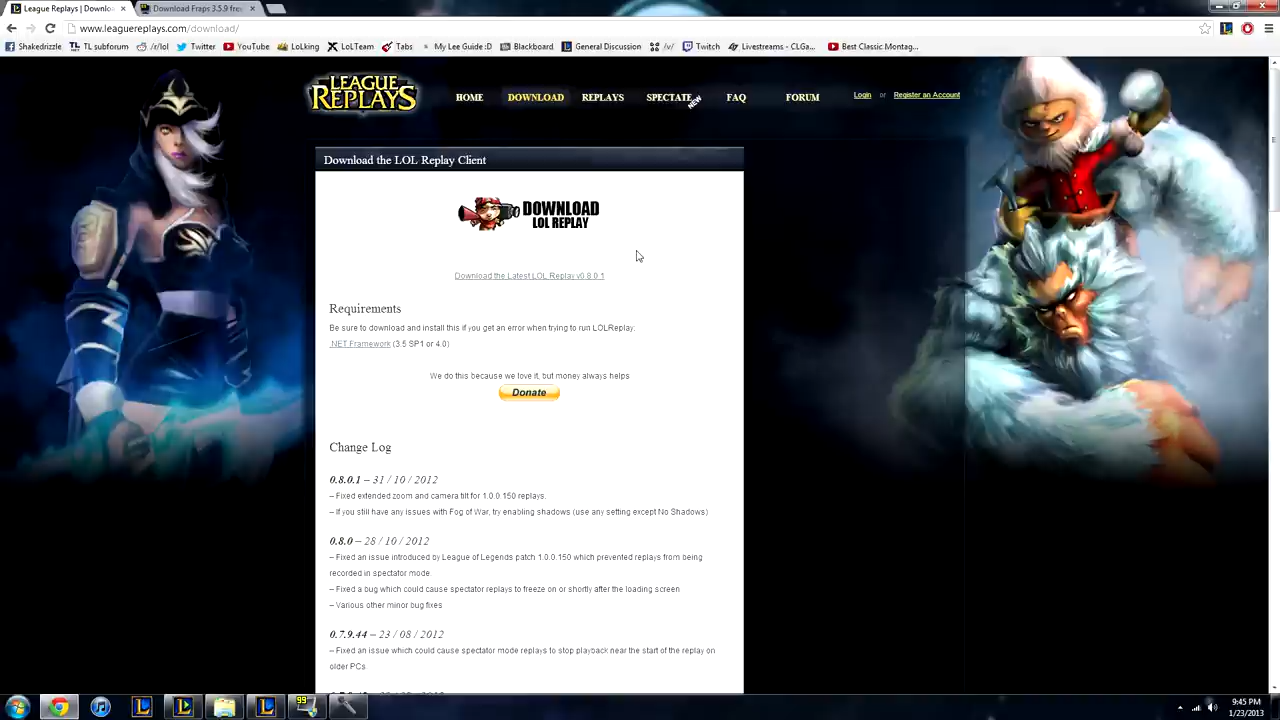 League Replays | Downlo
Download Fraps 3.5.9 fre
www.leaguereplays.com/download/
Shakedrizzle
TL subforum
/r/lol
Twitter
YouTube
LoLking
LoLTeam
Tabs
My Lee Guide :D
Blackboard
General Discussion
/v/
Twitch
Livestreams – CLGa...
Best Classic Montag...
LEAGUE
REPLAYS
HOME
DOWNLOAD
REPLAYS
SPECTATE NEW
FAQ
FORUM
Login or Register an Account
Download the LOL Replay Client
DOWNLOAD
LOL REPLAY
Download the Latest LOL Replay v0.8.0.1
Requirements
Be sure to download and install this if you get an error when trying to run LOLReplay.
.NET Framework (3.5 SP1 or 4.0)
We do this because we love it, but money always helps
Donate
Change Log
0.8.0.1 – 31 / 10 / 2012
– Fixed extended zoom and camera tilt for 1.0.0.150 replays.
– If you still have any issues with Fog of War, try enabling shadows (use any setting except No Shadows)
0.8.0 – 28 / 10 / 2012
– Fixed an issue introduced by League of Legends patch 1.0.0.150 which prevented replays from being
recorded in spectator mode
– Fixed a bug which could cause spectator replays to freeze on or shortly after the loading screen
– Various other minor bug fixes
0.7.9.44 – 23 / 08 / 2012
– Fixed an issue which could cause spectator mode replays to stop playback near the start of the replay on
older PCs
99
9:45 PM
1/23/2013